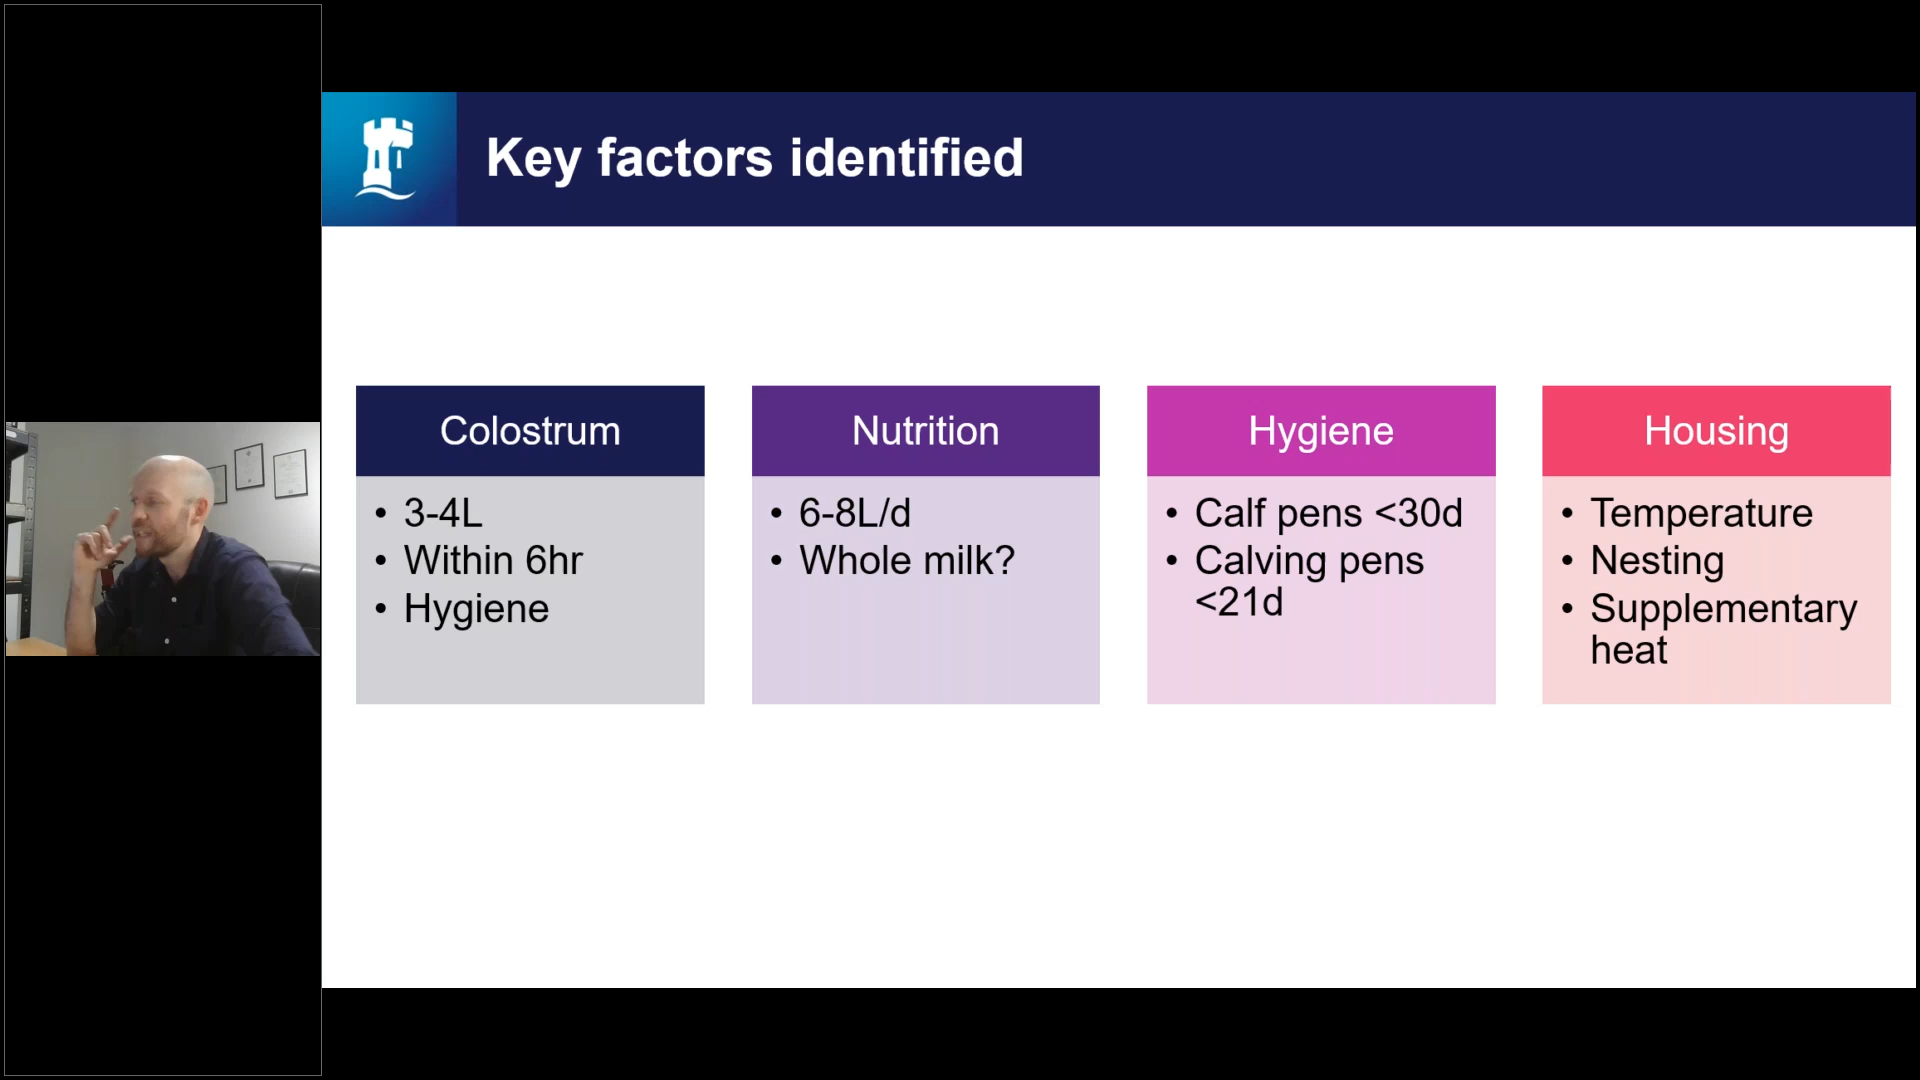 Key factors identified
Colostrum
• 3-4L
• Within 6hr
• Hygiene
Nutrition
• 6-8L/d
• Whole milk?
Hygiene
• Calf pens <30d
• Calving pens
<21d
Housing
• Temperature
• Nesting
• Supplementary
heat